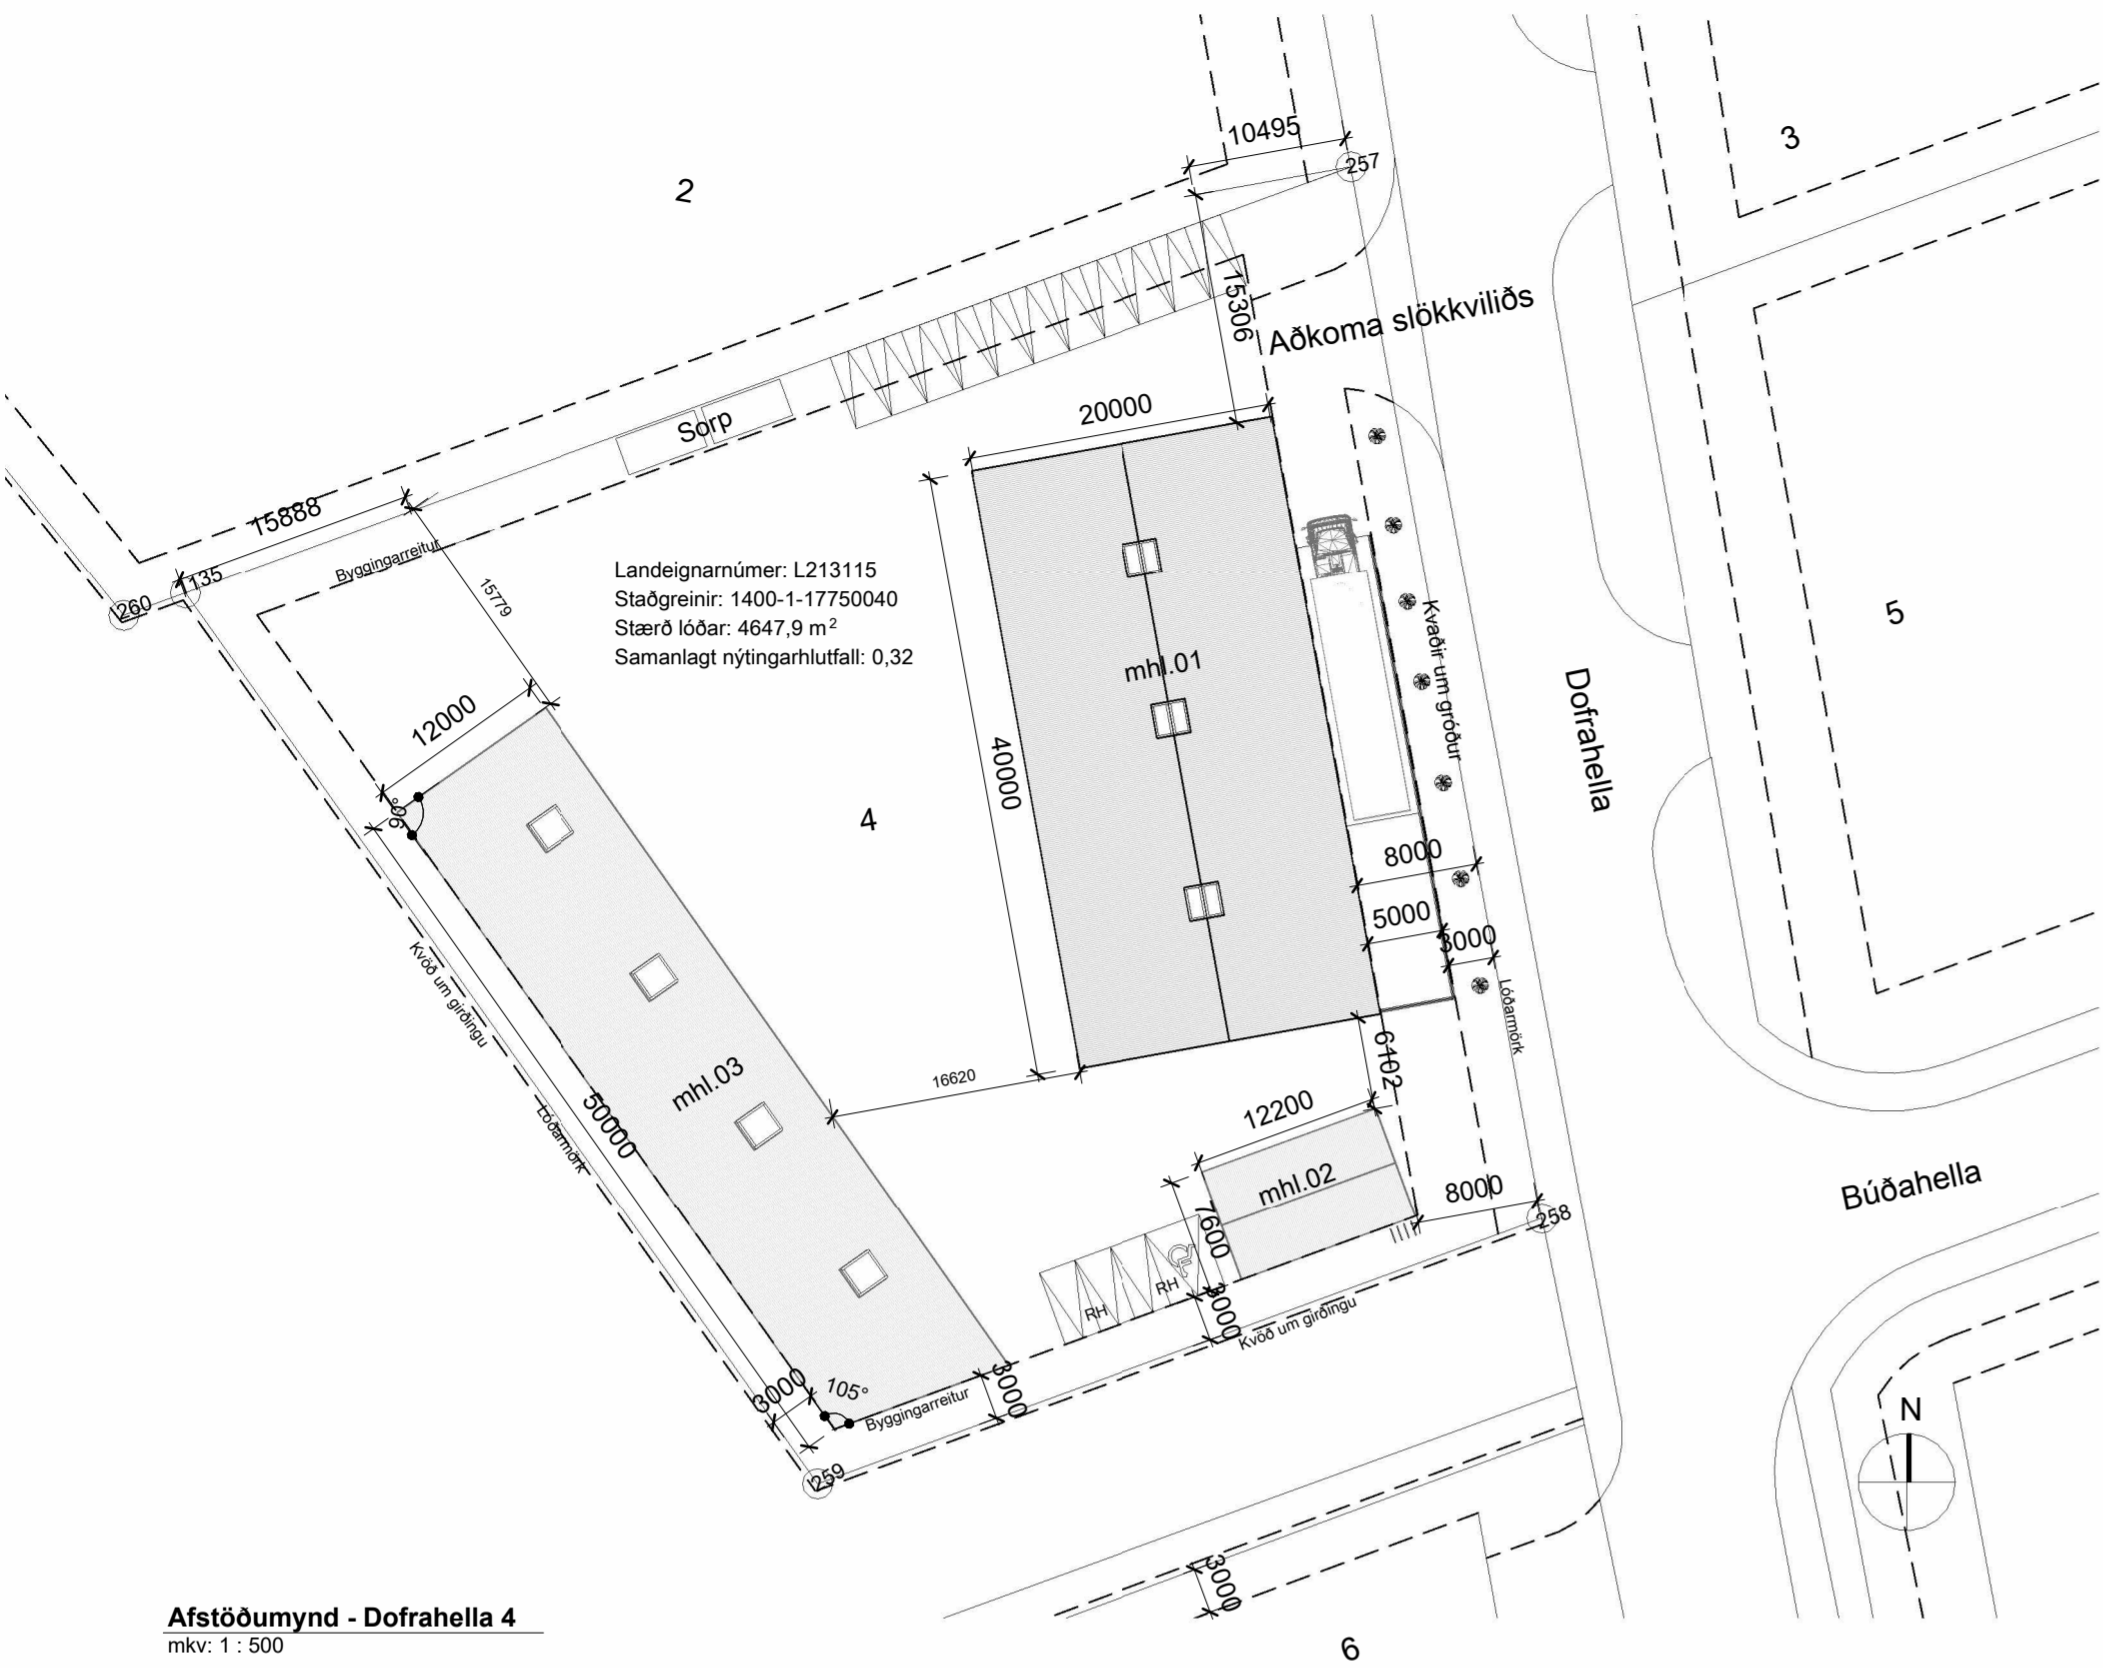 10495
257
3
2
15306
Aðkoma slökkviliðs
20000
Sorp
15888
Byggingarreitur
1135
260
15779
Landeignarnúmer: L213115
Staðgreinir: 1400-1-17750040
Stærð lóðar: 4647,9 m²
Samanlagt nýtingarhlutfall: 0,32
5
Kvaðir um gróður
mhl.01
Dofrahella
12000
90°
40000
4
8000
5000
3000
Lóðarmörk
Kvöð um girðingu
6402
16620
mhl.03
50000
Lóðarmörk
12200
mhl.02
8000
258
Búðahella
7600
RH
RH
3000
Kvöð um girðingu
3000
105°
Byggingarreitur
3000
259
N
3000
6
Afstöðumynd - Dofrahella 4
mkv: 1 : 500